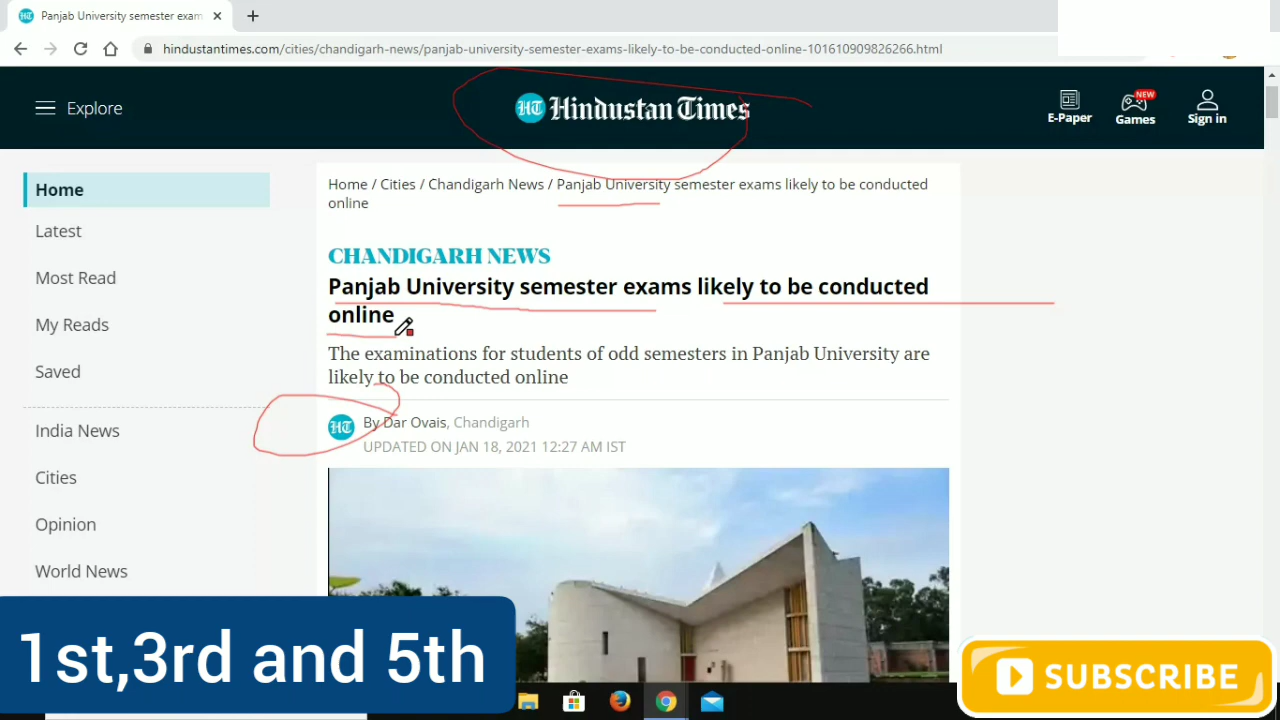 Panjab University semester exam
hindustantimes.com/cities/chandigarh-news/panjab-university-semester-exams-likely-to-be-conducted-online-101610909826266.html
Explore
HT Hindustan Times
E-Paper
NEW
Games
Sign in
Home
Latest
Most Read
My Reads
Saved
India News
Cities
Opinion
World News
Home / Cities / Chandigarh News / Panjab University semester exams likely to be conducted
online
CHANDIGARH NEWS
Panjab University semester exams likely to be conducted
online
The examinations for students of odd semesters in Panjab University are
likely to be conducted online
HT
By Dar Ovais, Chandigarh
UPDATED ON JAN 18, 2021 12:27 AM IST
1st,3rd and 5th
SUBSCRIBE